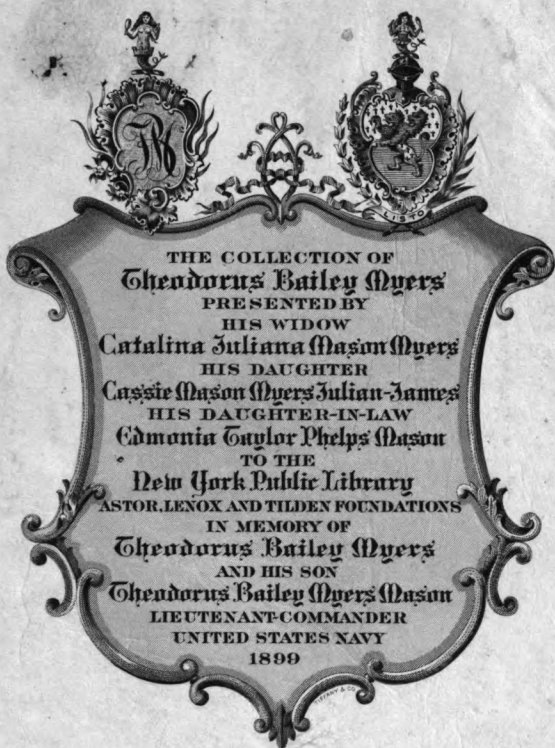 LISTO
THE COLLECTION OF
Theodorus Bailey Myers
PRESENTED BY
HIS WIDOW
Catalina Juliana Mason Myers
HIS DAUGHTER
Cassie Mason Myers Julian-James
HIS DAUGHTER-IN-LAW
Edmonia Taylor Phelps Mason
TO THE
New York Public Library
ASTOR, LENOX AND TILDEN FOUNDATIONS
IN MEMORY OF
Theodorus Bailey Myers
AND HIS SON
Theodorus Bailey Myers Mason
LIEUTENANT-COMMANDER
UNITED STATES NAVY
1899
TIFFANY & CO.